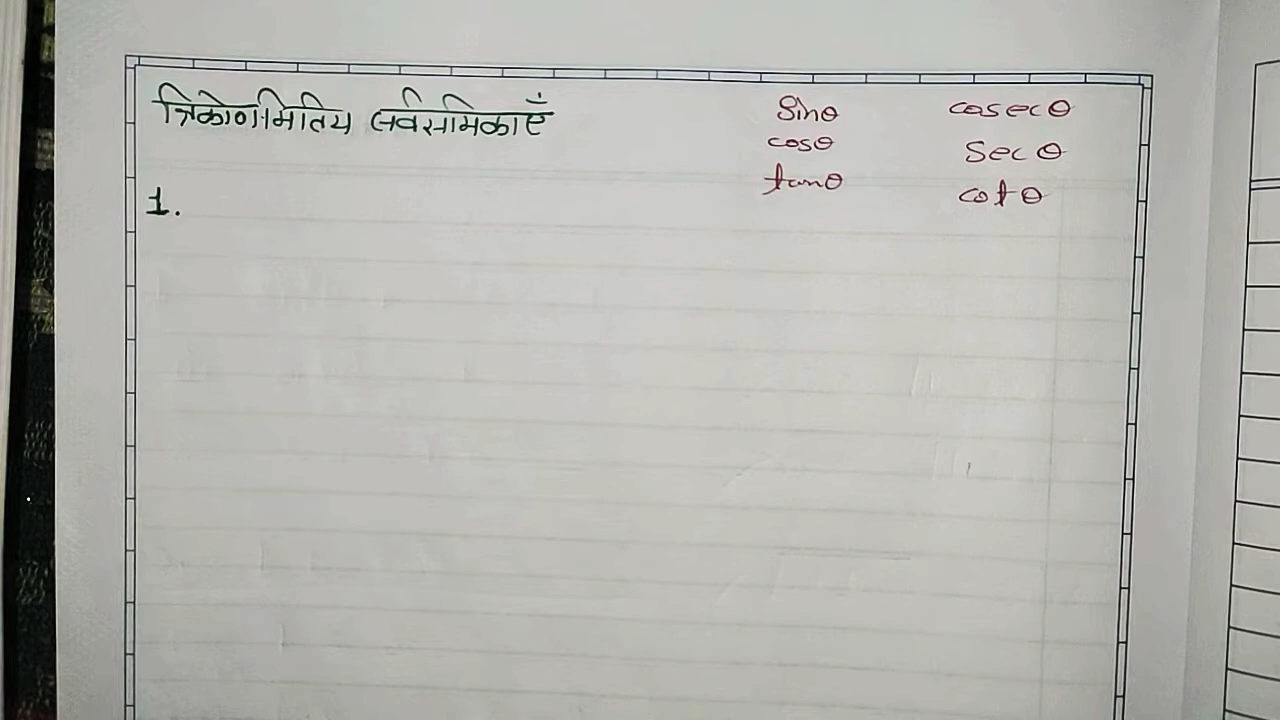 त्रिकोणमितिय सर्वसमिकाएँ
1.
sinθ cosecθ
cosθ secθ
tanθ cotθ